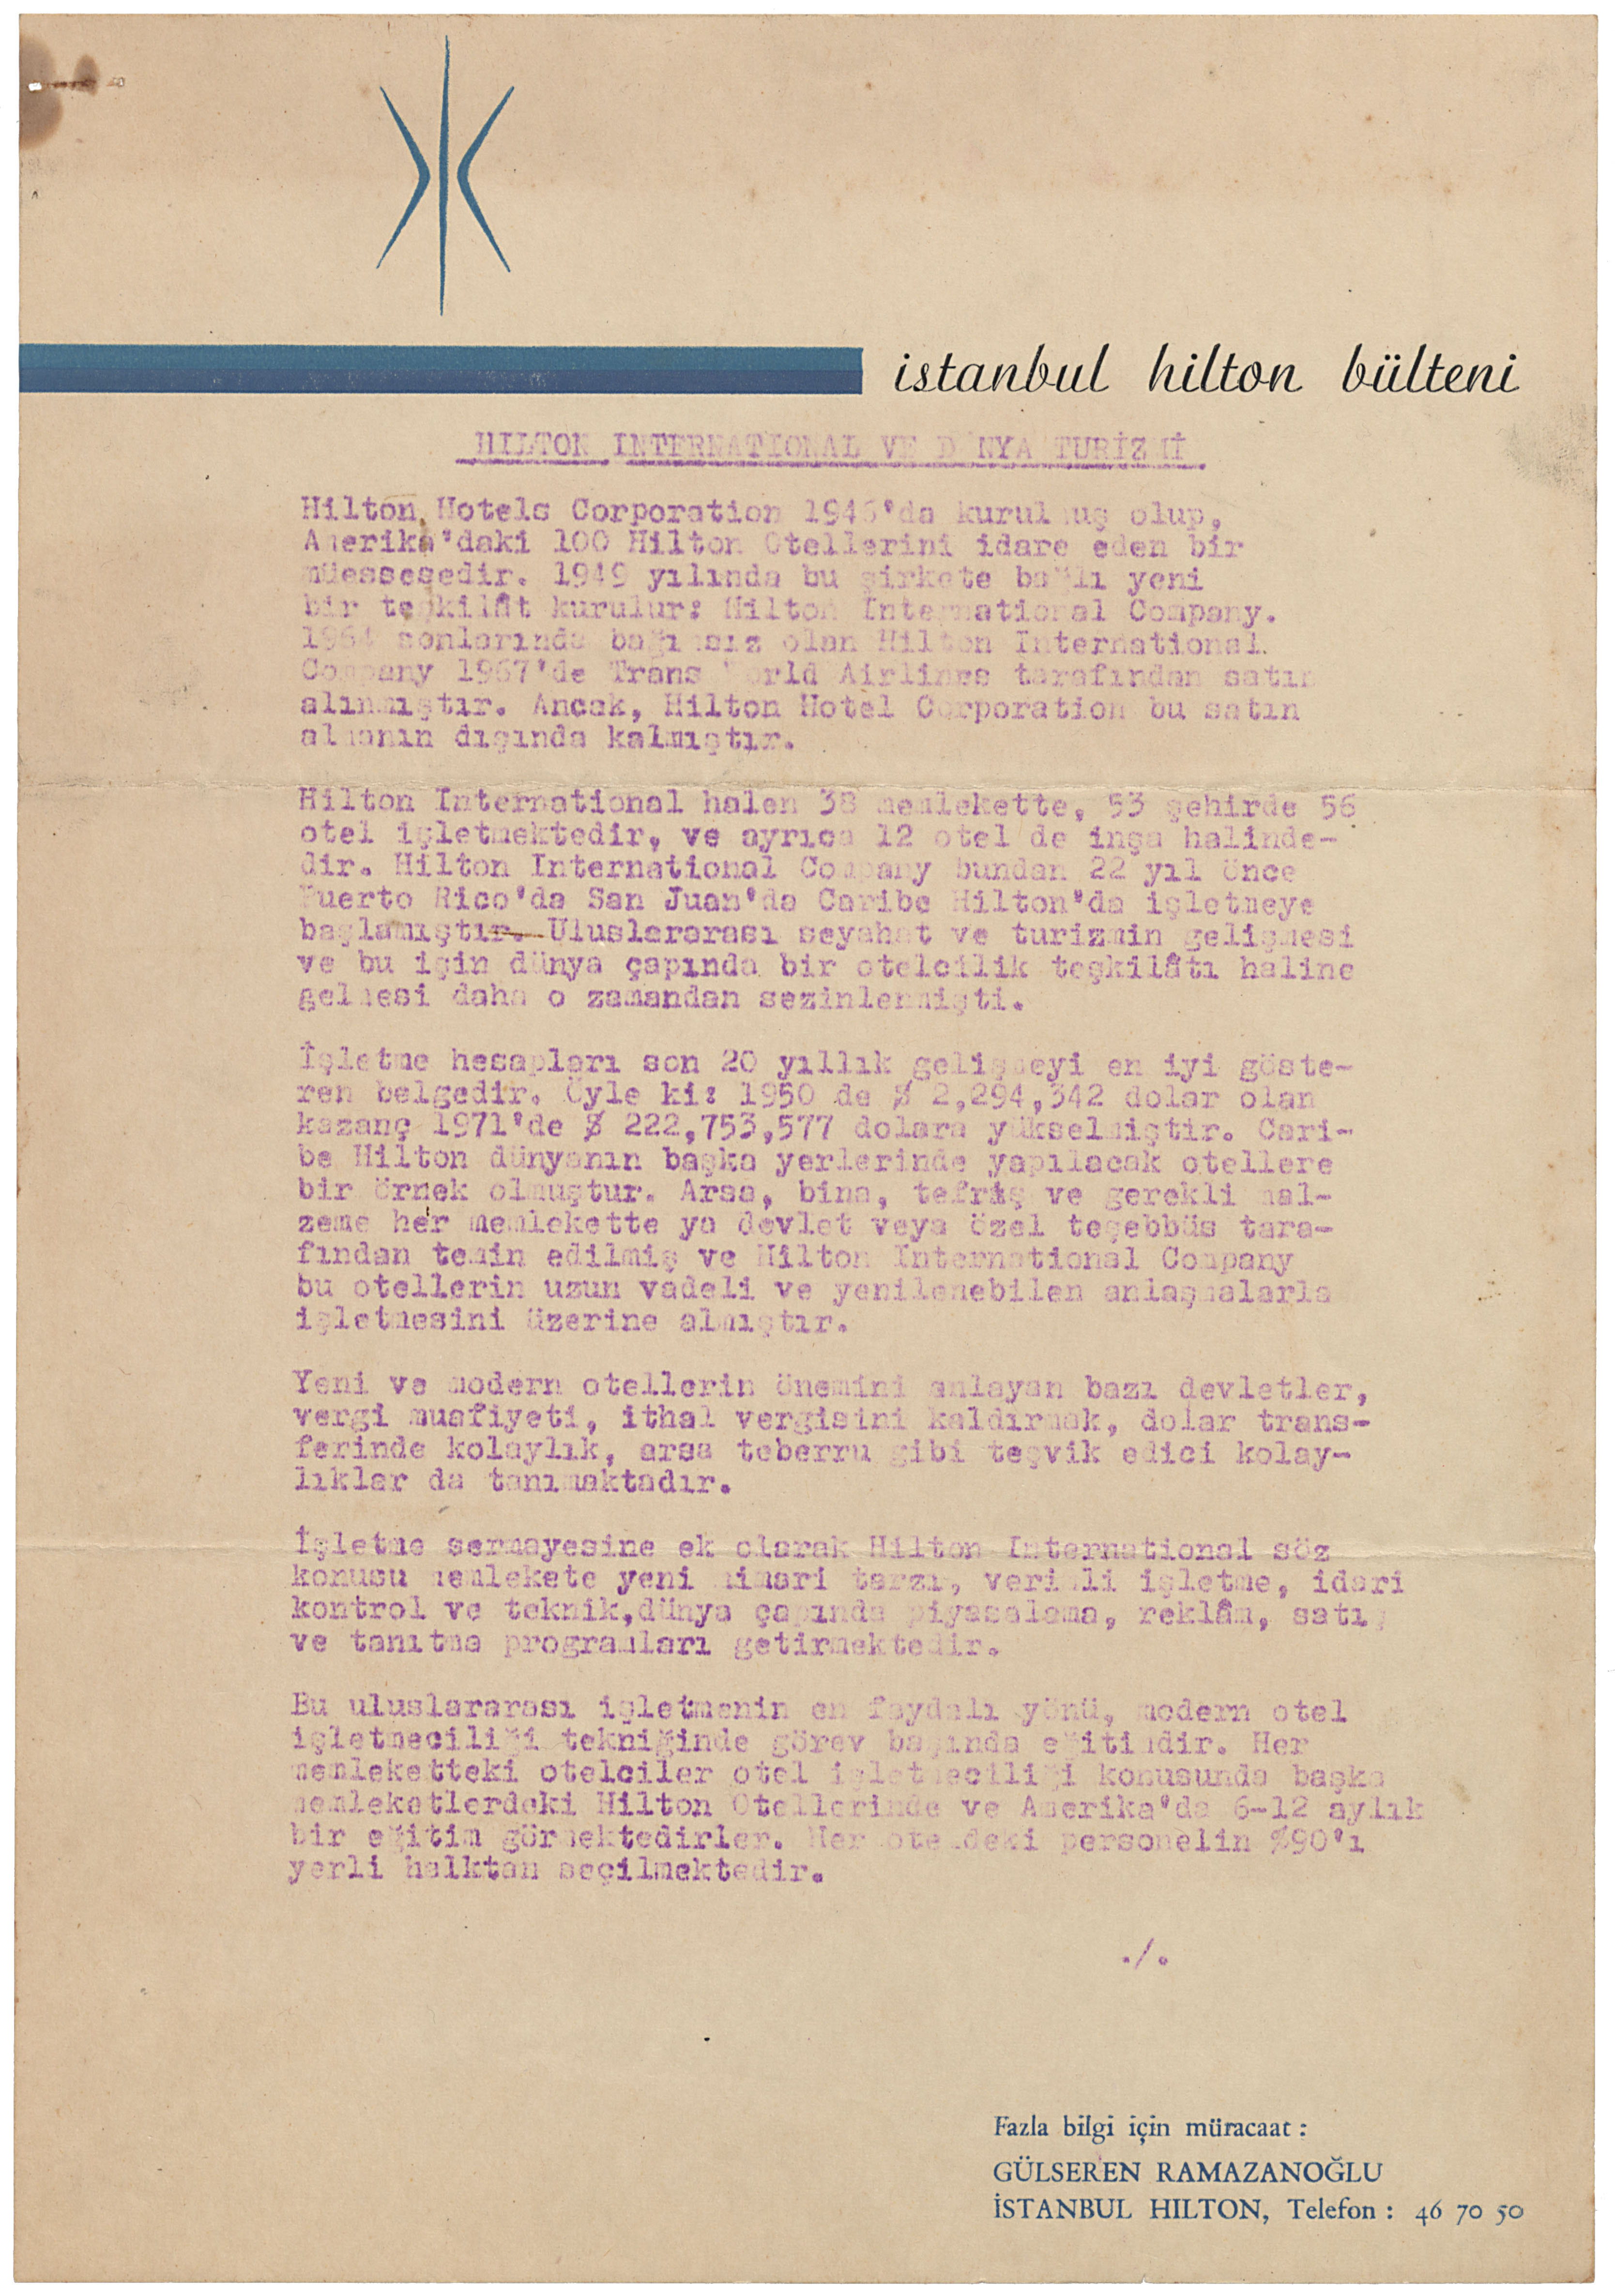 istanbul hilton bülteni
HILTON INTERNATIONAL VE DÜNYA TURİZMİ
Hilton Hotels Corporation 1946'da kurulmuş olup,
Amerika'daki 100 Hilton Otellerini idare eden bir
müessesedir. 1949 yılında bu şirkete bağlı yeni
bir teşkilât kurulur: Hilton International Company.
1964 sonlarında bağımsız olan Hilton International
Company 1967'de Trans World Airlines tarafından satın
alınmıştır. Ancak, Hilton Hotel Corporation bu satın
almanın dışında kalmıştır.
Hilton International halen 38 memlekette, 53 şehirde 56
otel işletmektedir, ve ayrıca 12 otel de inşa halinde-
dir. Hilton International Company bundan 22 yıl önce
Puerto Rico'da San Juan'da Caribe Hilton'da işletmeye
başlamıştır. Uluslararası seyahat ve turizmin gelişmesi
ve bu işin dünya çapında bir otelcilik teşkilâtı haline
gelmesi daha o zamandan sezinlenmişti.
İşletme hesapları son 20 yıllık gelişmeyi en iyi göste-
ren belgedir. Öyle ki: 1950 de $ 2,294,342 dolar olan
kazanç 1971'de $ 222,753,577 dolara yükselmiştir. Cari-
be Hilton dünyanın başka yerlerinde yapılacak otellere
bir örnek olmuştur. Arsa, bina, tefriş ve gerekli mal-
zeme her memlekette ya devlet veya özel teşebbüs tara-
fından temin edilmiş ve Hilton International Company
bu otellerin uzun vadeli ve yenilenebilen anlaşmalarla
işletmesini üzerine almıştır.
Yeni ve modern otellerin önemini anlayan bazı devletler,
vergi muafiyeti, ithal vergisini kaldırmak, dolar trans-
ferinde kolaylık, arsa teberru gibi teşvik edici kolay-
lıklar da tanımaktadır.
İşletme sermayesine ek olarak Hilton International söz
konusu memlekete yeni mimari tarzı, verimli işletme, idari
kontrol ve teknik,dünya çapında piyasalama, reklâm, satış
ve tanıtma programları getirmektedir.
Bu uluslararası işletmenin en faydalı yönü, modern otel
işletmeciliği tekniğinde görev başında eğitimdir. Her
memleketteki otelciler otel işletmeciliği konusunda başka
memleketlerdeki Hilton Otellerinde ve Amerika'da 6-12 aylık
bir eğitim görmektedirler. Her oteldeki personelin %90'ı
yerli halktan seçilmektedir.
./.
Fazla bilgi için müracaat :
GÜLSEREN RAMAZANOĞLU
İSTANBUL HILTON, Telefon : 46 70 50